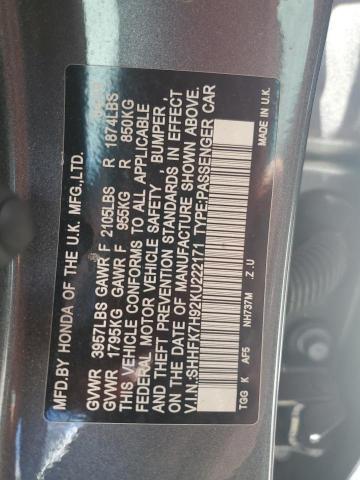 MFD.BY HONDA OF THE U.K. MFG.,LTD.
GVWR 3957LBS GAWR F 2105LBS R 1874LBS
GVWR 1795KG GAWR F 955KG R 850KG
THIS VEHICLE CONFORMS TO ALL APPLICABLE
FEDERAL MOTOR VEHICLE SAFETY , BUMPER ,
AND THEFT PREVENTION STANDARDS IN EFFECT
ON THE DATE OF MANUFACTURE SHOWN ABOVE.
V.I.N.:SHHFK7H92KU222171 TYPE:PASSENGER CAR
TGG K AF5 NH737M .Z .U MADE IN U.K.